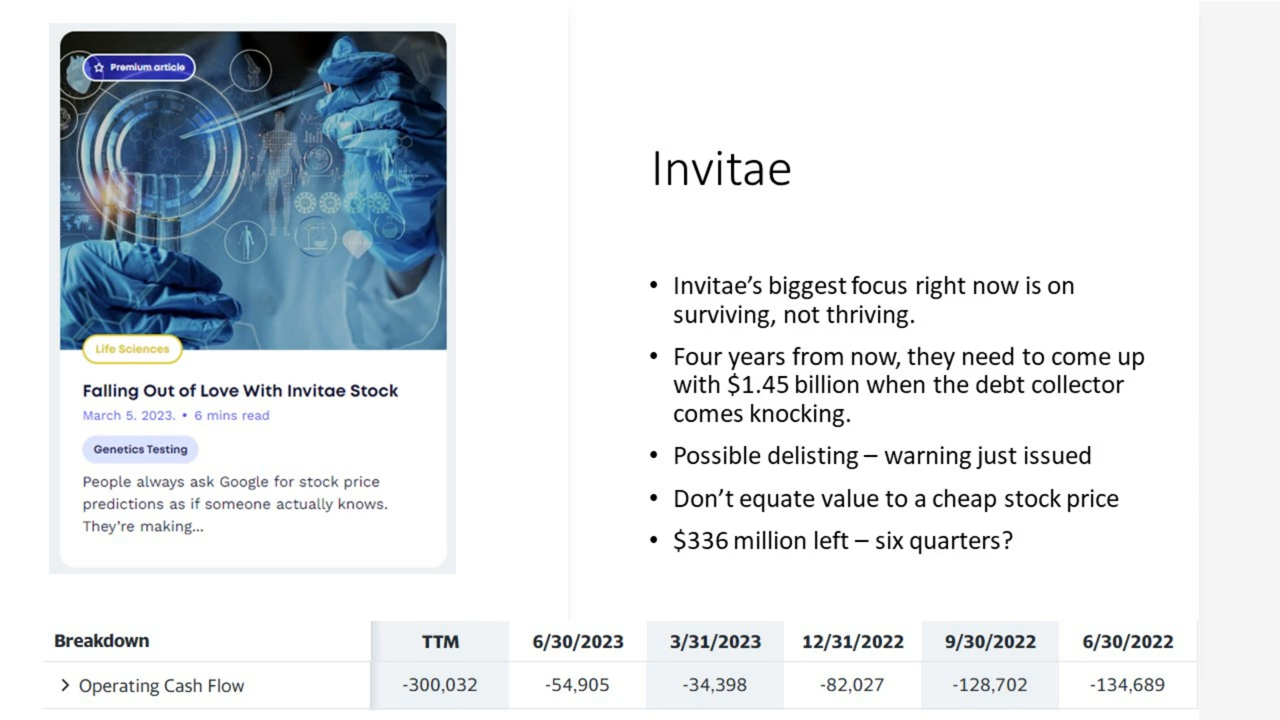 Premium article
Life Sciences
Falling Out of Love With Invitae Stock
March 5. 2023. • 6 mins read
Genetics Testing
People always ask Google for stock price
predictions as if someone actually knows.
They're making...
Invitae
• Invitae's biggest focus right now is on
surviving, not thriving.
• Four years from now, they need to come up
with $1.45 billion when the debt collector
comes knocking.
• Possible delisting – warning just issued
• Don't equate value to a cheap stock price
• $336 million left – six quarters?
Breakdown TTM 6/30/2023 3/31/2023 12/31/2022 9/30/2022 6/30/2022
Operating Cash Flow -300,032 -54,905 -34,398 -82,027 -128,702 -134,689